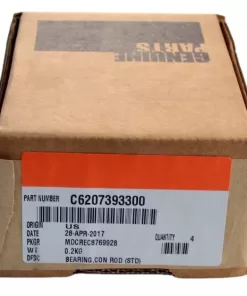 GENUINE
PARTS
PART NUMBER C6207393300
ORIGIN US
DATE 28-APR-2017
PKGR MDCREC8769928 QUANTITY 4
WT 0.2KG
DESC BEARING,CON ROD (STD)